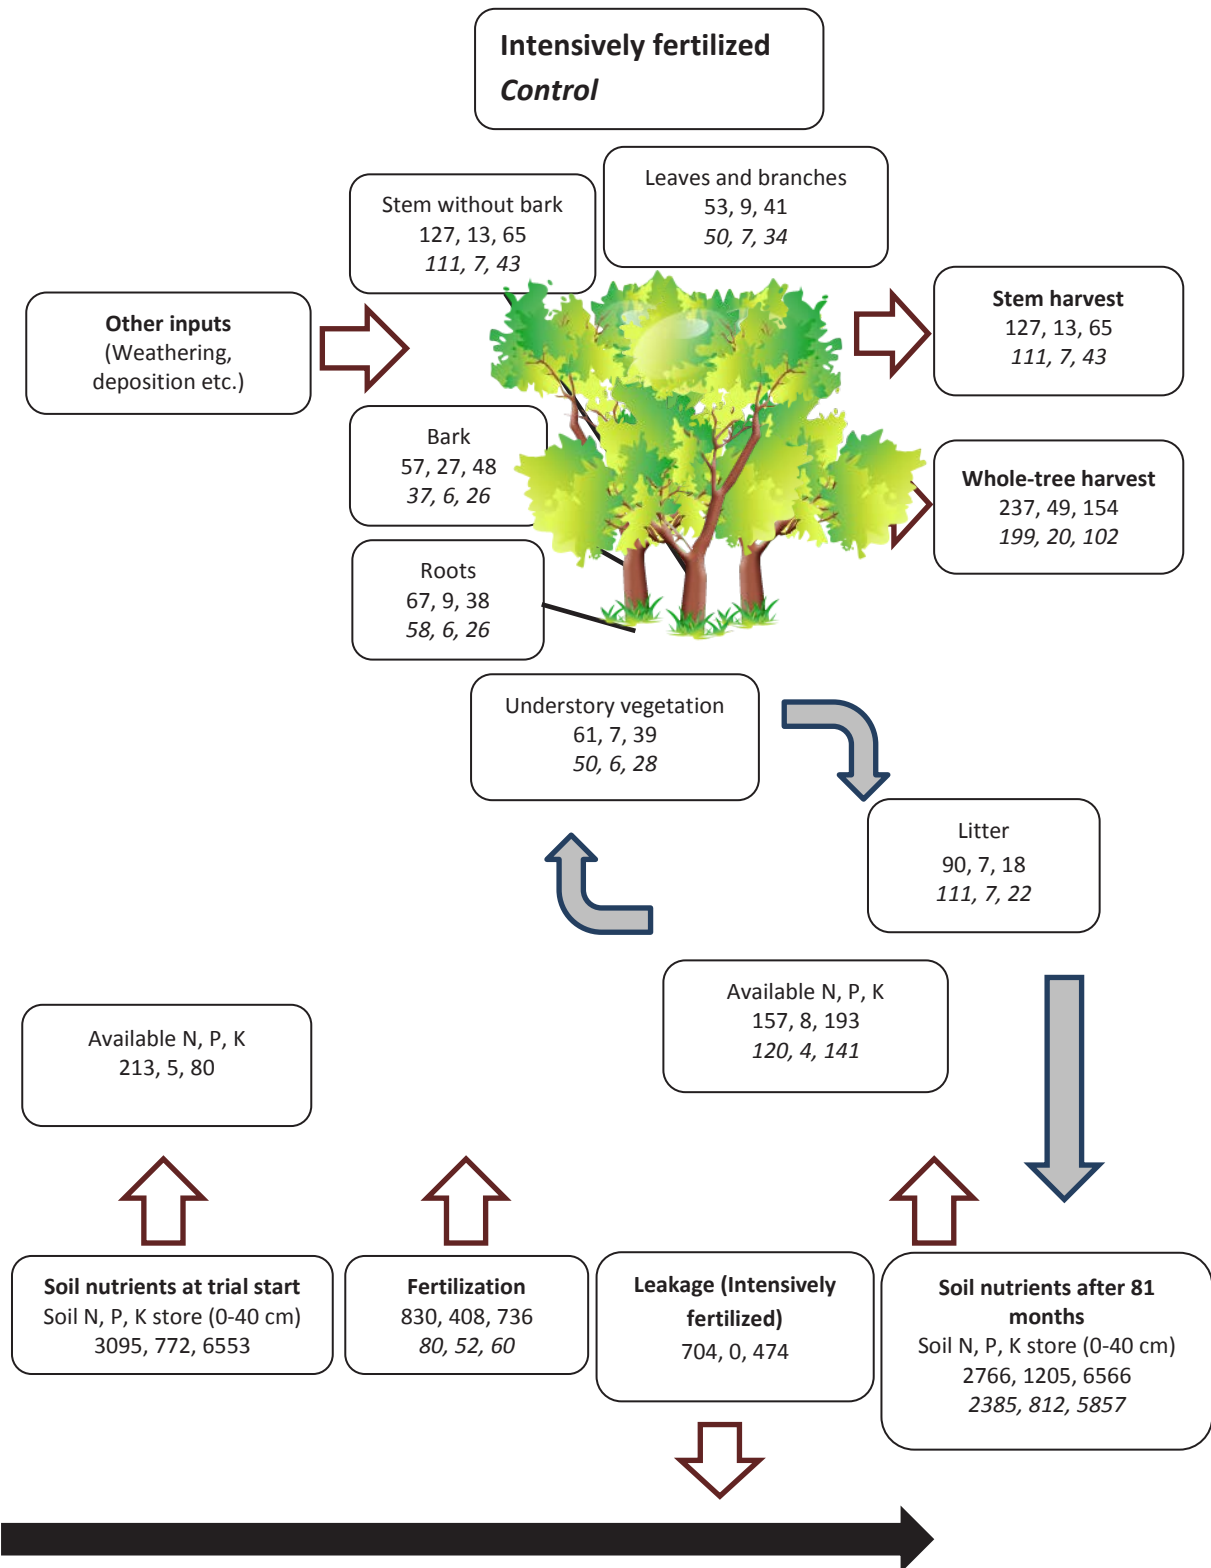 Intensively fertilized
Control
Leaves and branches
53, 9, 41
50, 7, 34
Stem without bark
127, 13, 65
111, 7, 43
Other inputs
(Weathering,
deposition etc.)
Stem harvest
127, 13, 65
111, 7, 43
Bark
57, 27, 48
37, 6, 26
Whole-tree harvest
237, 49, 154
199, 20, 102
Roots
67, 9, 38
58, 6, 26
Understory vegetation
61, 7, 39
50, 6, 28
Litter
90, 7, 18
111, 7, 22
Available N, P, K
157, 8, 193
120, 4, 141
Available N, P, K
213, 5, 80
Soil nutrients at trial start
Soil N, P, K store (0-40 cm)
3095, 772, 6553
Fertilization
830, 408, 736
80, 52, 60
Leakage (Intensively
fertilized)
704, 0, 474
Soil nutrients after 81
months
Soil N, P, K store (0-40 cm)
2766, 1205, 6566
2385, 812, 5857